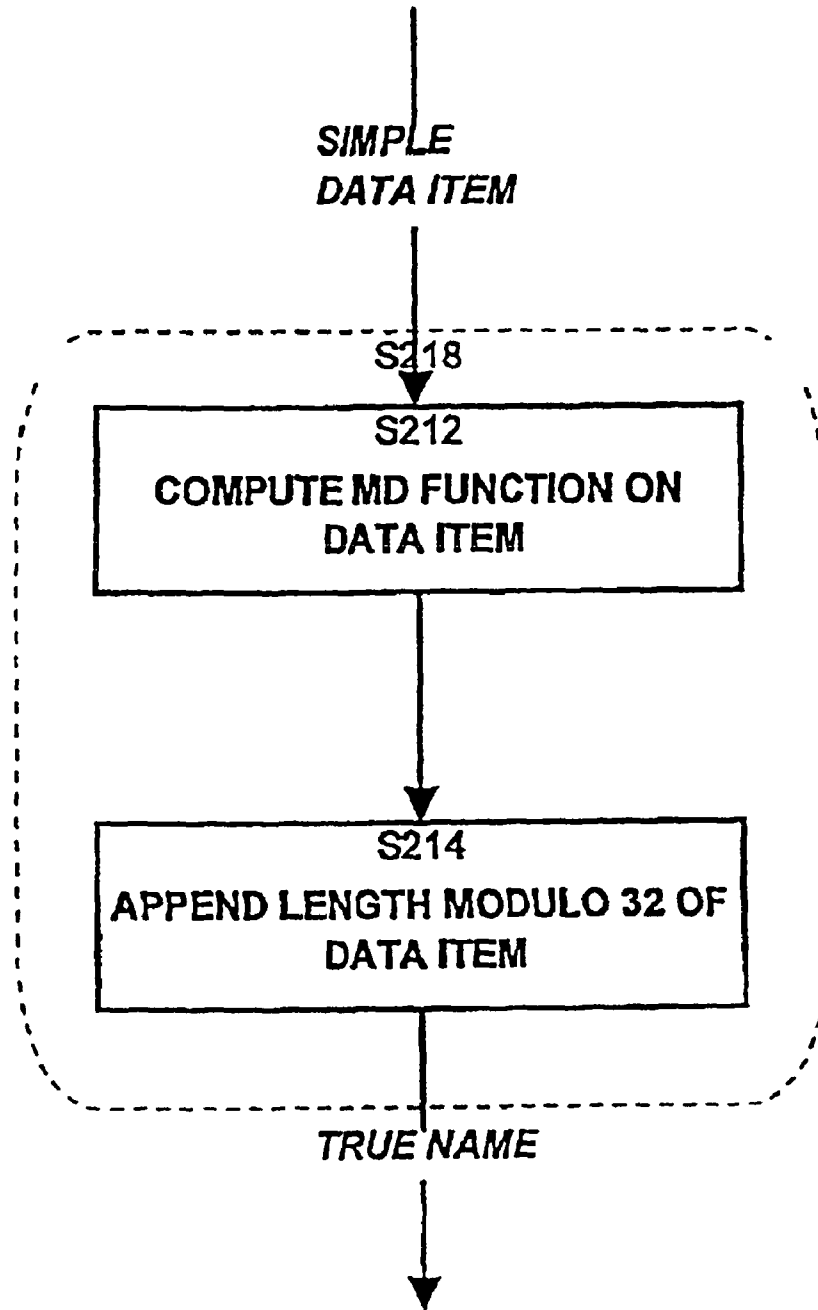 SIMPLE
DATA ITEM
S218
S212
COMPUTE MD FUNCTION ON
DATA ITEM
S214
APPEND LENGTH MODULO 32 OF
DATA ITEM
TRUE NAME